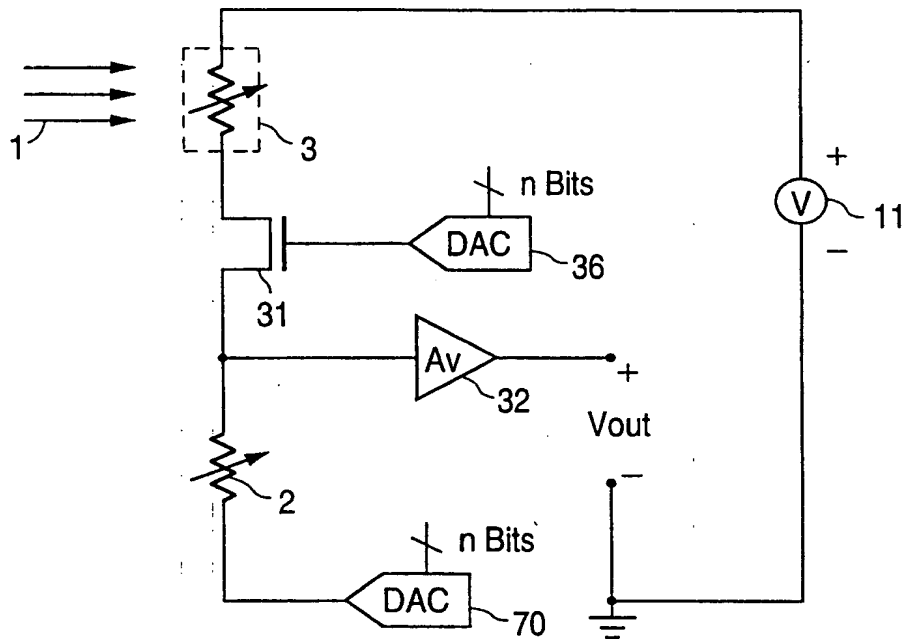 1
3
n Bits
DAC
36
+
V
11
−
31
Av
32
+
Vout
−
2
n Bits
DAC
70